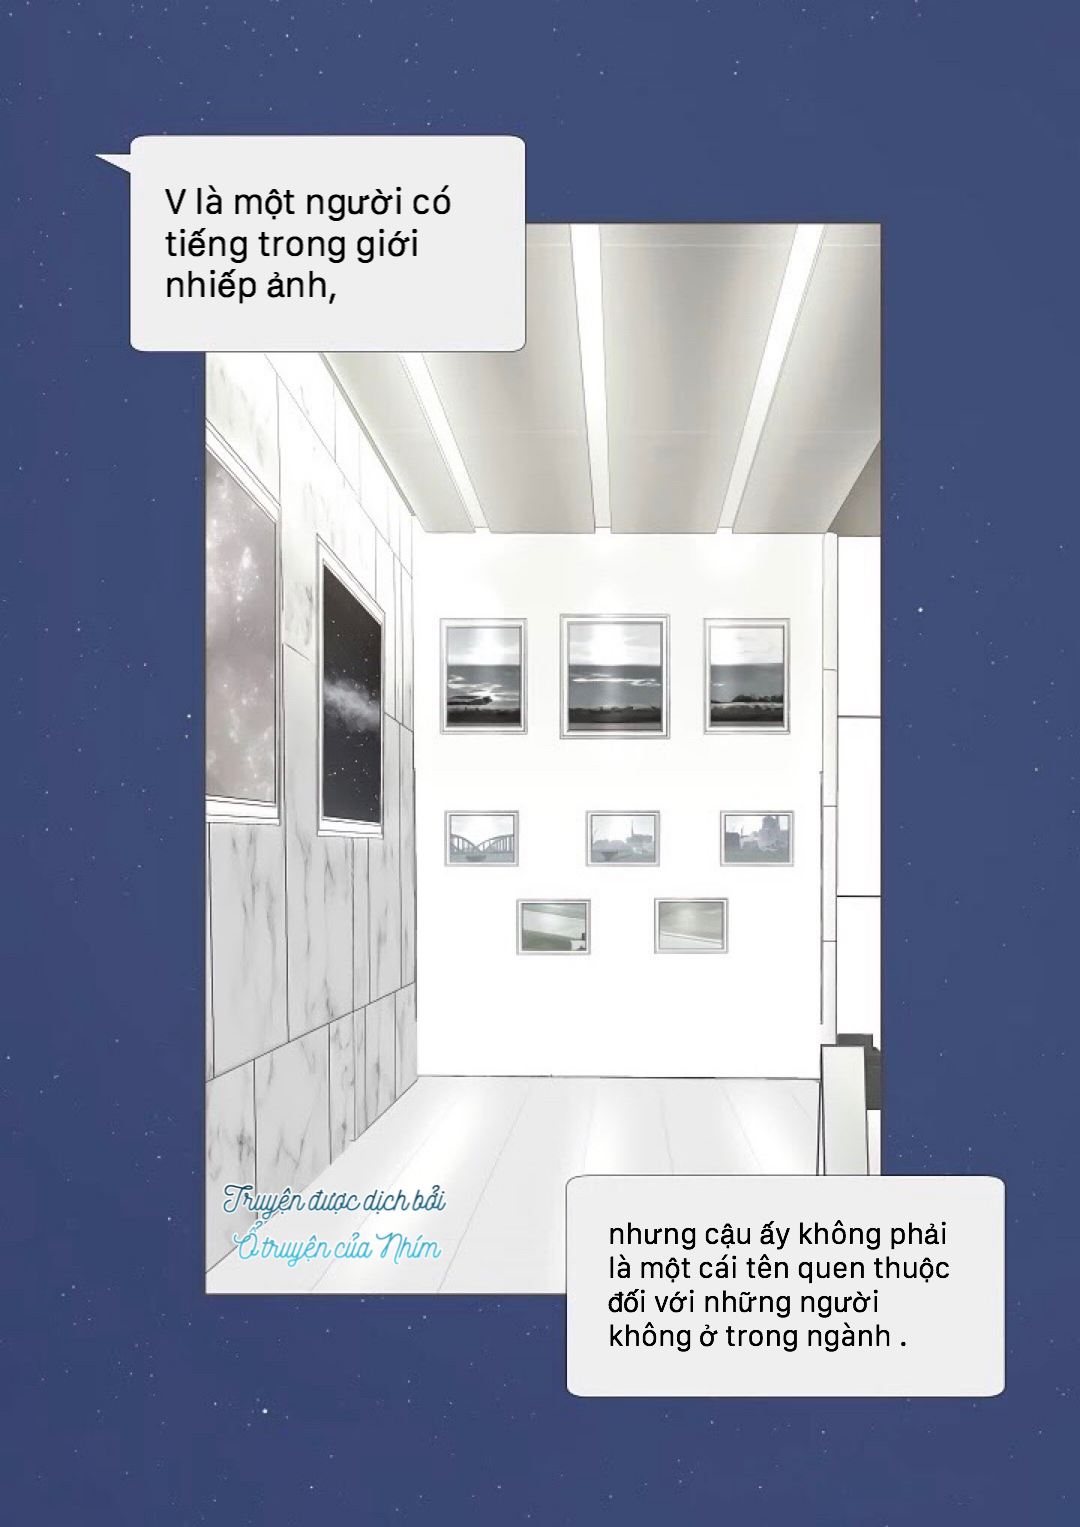 V là một người có
tiếng trong giới
nhiếp ảnh,
Truyện được dịch bởi
Ổ truyện của Nhím
nhưng cậu ấy không phải
là một cái tên quen thuộc
đối với những người
không ở trong ngành .